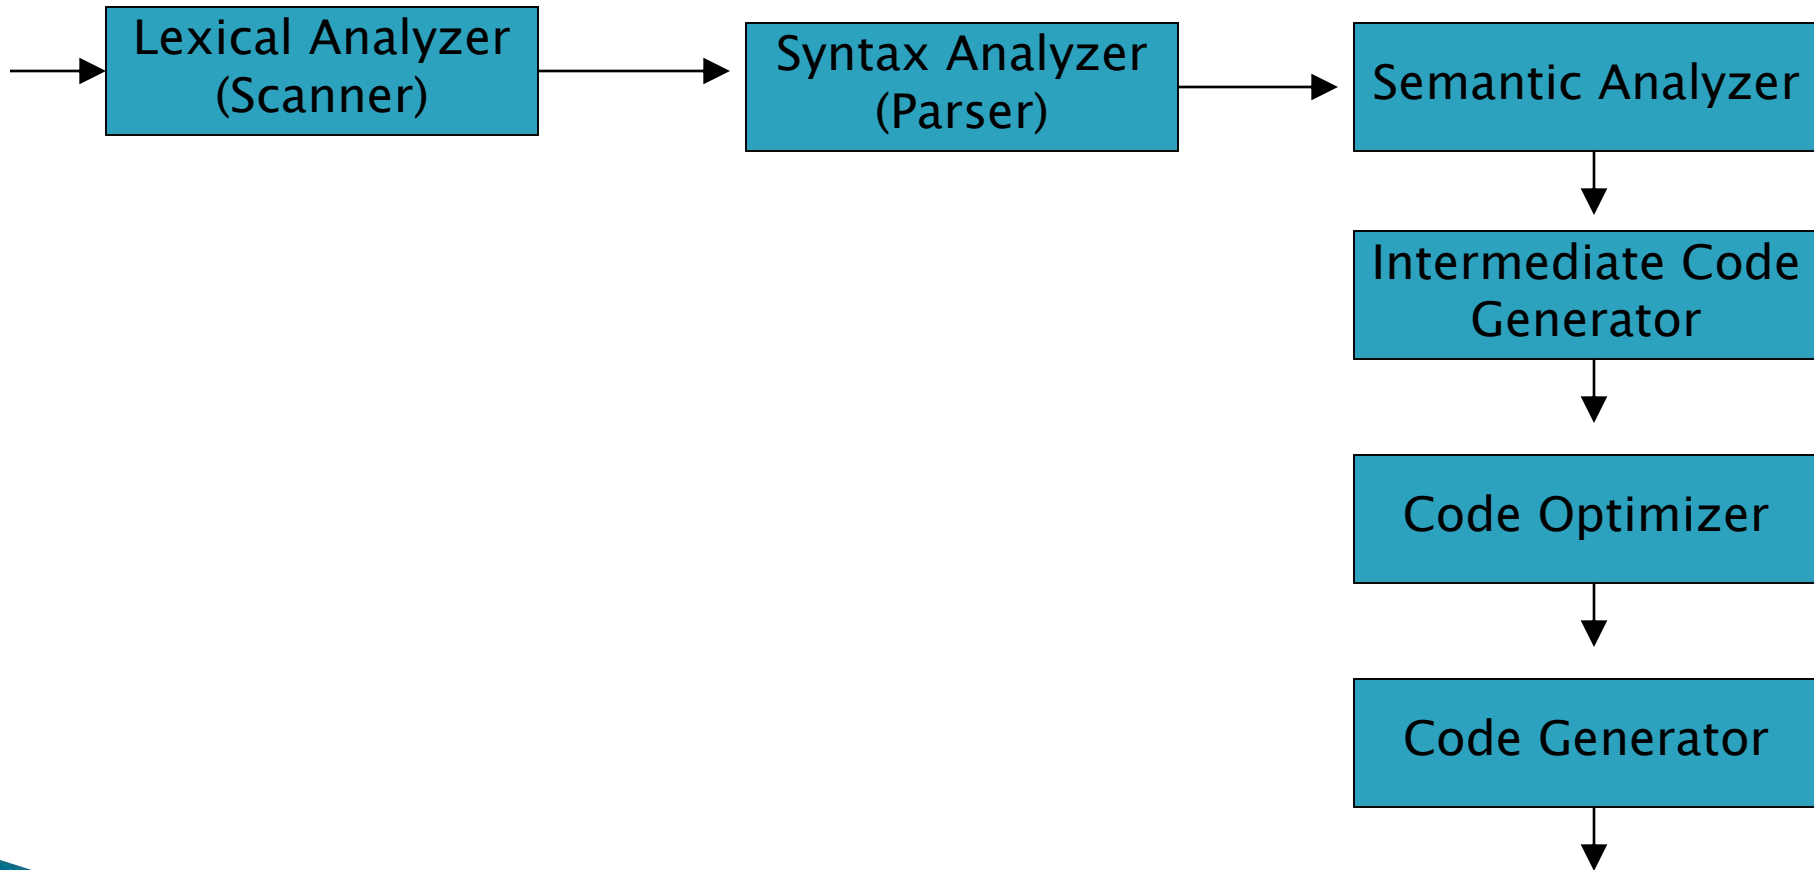 Lexical Analyzer
(Scanner)
Syntax Analyzer
(Parser)
Semantic Analyzer
Intermediate Code
Generator
Code Optimizer
Code Generator